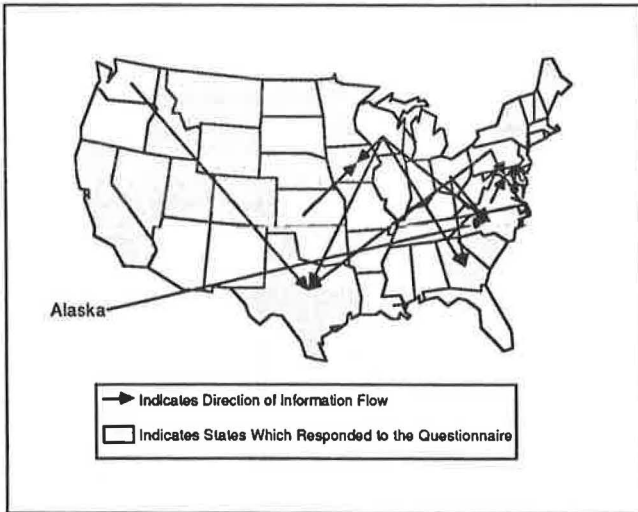 Alaska
Indicates Direction of Information Flow
Indicates States Which Responded to the Questionnaire